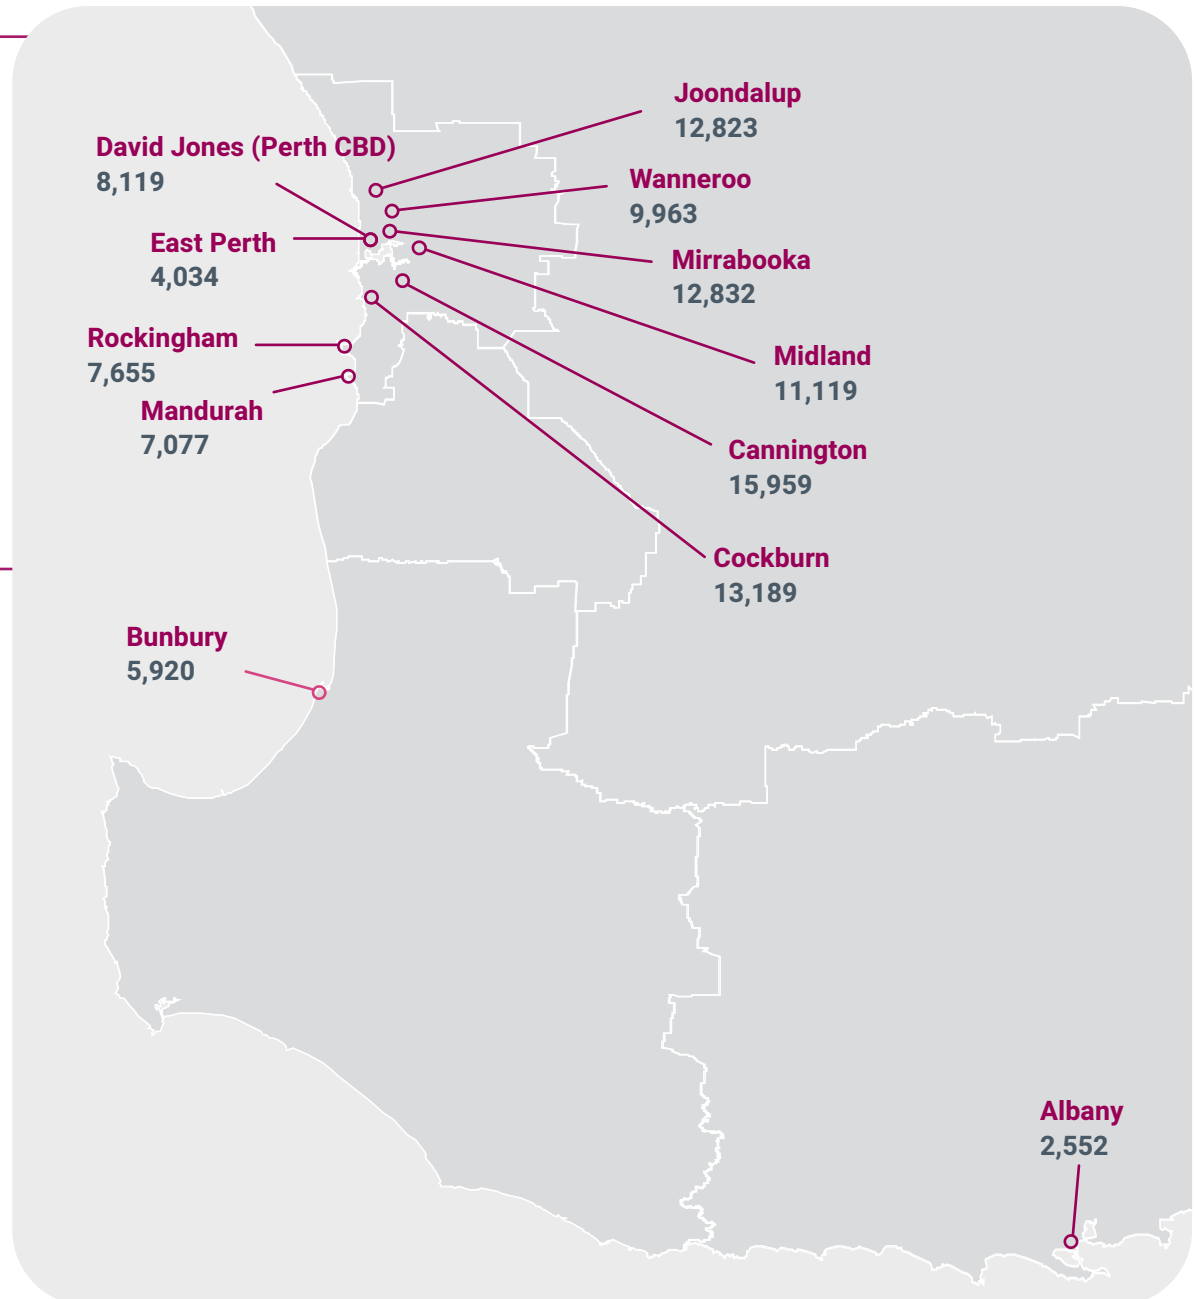 Joondalup
12,823
David Jones (Perth CBD)
8,119
Wanneroo
9,963
East Perth
4,034
Mirrabooka
12,832
Rockingham
7,655
Midland
11,119
Mandurah
7,077
Cannington
15,959
Cockburn
13,189
Bunbury
5,920
Albany
2,552